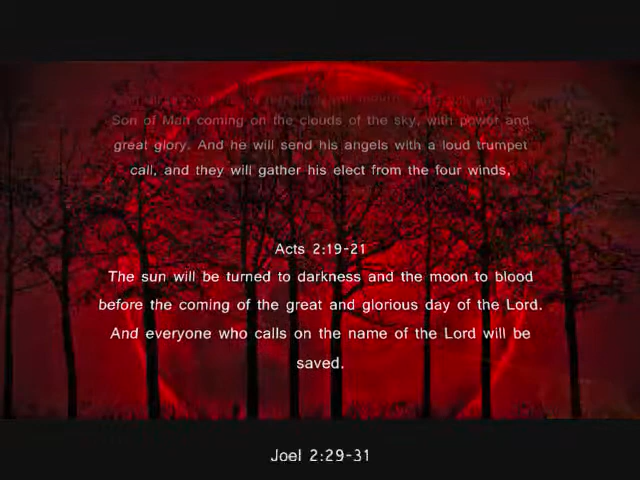 Son of Man coming on the clouds of the sky, with power and
great glory. And he will send his angels with a loud trumpet
call, and they will gather his elect from the four winds,
Acts 2:19-21
The sun will be turned to darkness and the moon to blood
before the coming of the great and glorious day of the Lord.
And everyone who calls on the name of the Lord will be
saved.
Joel 2:29-31